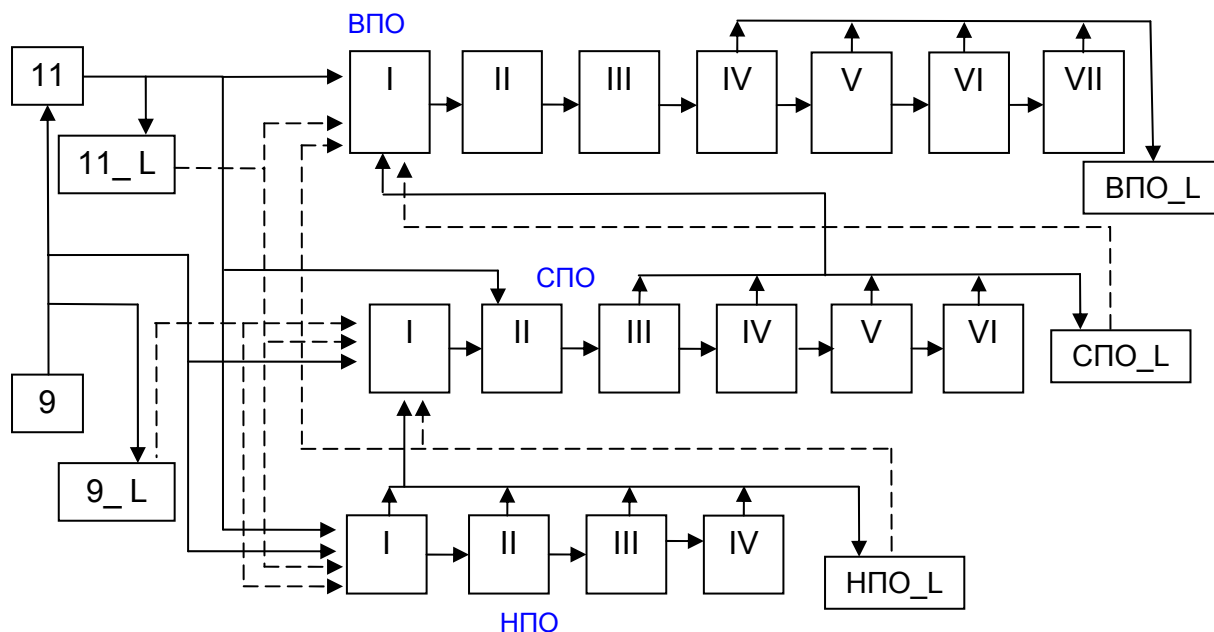 ВПО
11
I II III IV V VI VII
11_ L
ВПО_L
СПО
I II III IV V VI
СПО_L
9
9_ L
I II III IV
НПО_L
НПО